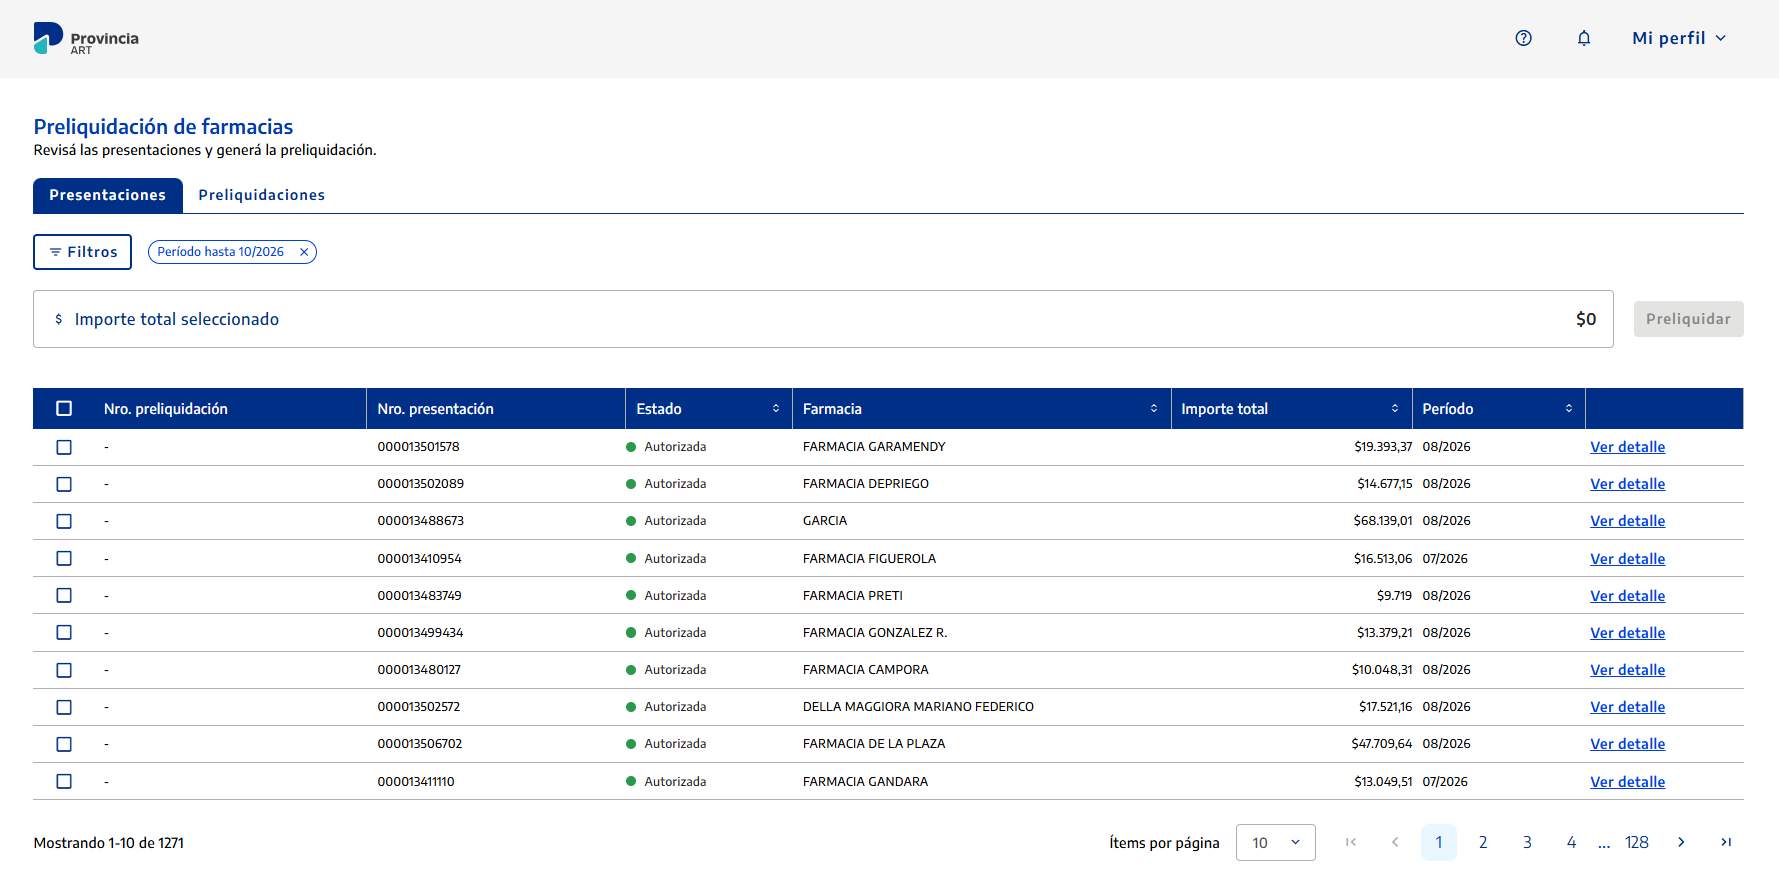 Provincia
ART
Mi perfil
Preliquidación de farmacias
Revisá las presentaciones y generá la preliquidación.
Presentaciones Preliquidaciones
Filtros Período hasta 10/2026
$ Importe total seleccionado $0 Preliquidar
Nro. preliquidación Nro. presentación Estado Farmacia Importe total Período
- 000013501578 Autorizada FARMACIA GARAMENDY $19.393,37 08/2026 Ver detalle
- 000013502089 Autorizada FARMACIA DEPRIEGO $14.677,15 08/2026 Ver detalle
- 000013488673 Autorizada GARCIA $68.139,01 08/2026 Ver detalle
- 000013410954 Autorizada FARMACIA FIGUEROLA $16.513,06 07/2026 Ver detalle
- 000013483749 Autorizada FARMACIA PRETI $9.719 08/2026 Ver detalle
- 000013499434 Autorizada FARMACIA GONZALEZ R. $13.379,21 08/2026 Ver detalle
- 000013480127 Autorizada FARMACIA CAMPORA $10.048,31 08/2026 Ver detalle
- 000013502572 Autorizada DELLA MAGGIORA MARIANO FEDERICO $17.521,16 08/2026 Ver detalle
- 000013506702 Autorizada FARMACIA DE LA PLAZA $47.709,64 08/2026 Ver detalle
- 000013411110 Autorizada FARMACIA GANDARA $13.049,51 07/2026 Ver detalle
Mostrando 1-10 de 1271 Ítems por página 10 1 2 3 4 ... 128